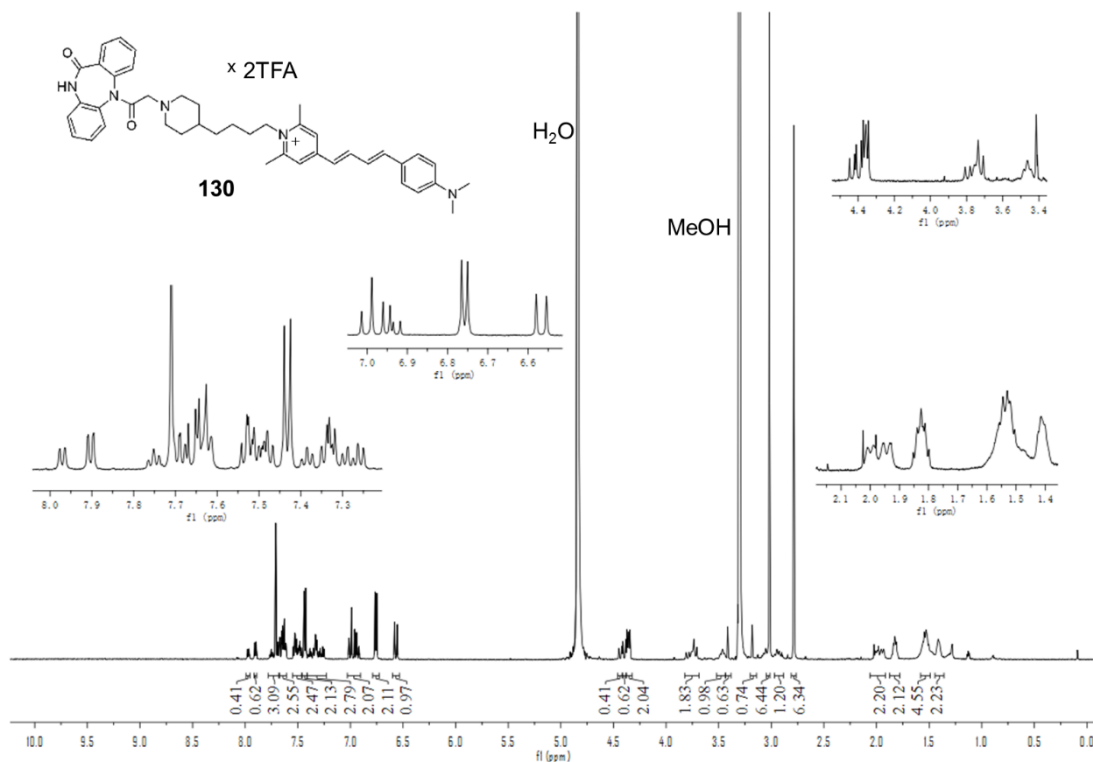 O
NH
N
O
N
x 2TFA
N
+
N
130
H2O
MeOH
4.4 4.2 4.0 3.8 3.6 3.4
f1 (ppm)
7.0 6.9 6.8 6.7 6.6
f1 (ppm)
8.0 7.9 7.8 7.7 7.6 7.5 7.4 7.3
f1 (ppm)
2.1 2.0 1.9 1.8 1.7 1.6 1.5 1.4
f1 (ppm)
0.41 0.62 3.09 2.55 2.47 2.13 2.79 2.07 2.11 0.97 0.41 0.62 2.04 1.83 0.98 0.63 0.74 6.44 1.20 6.34 2.20 2.12 4.55 2.23
10.0 9.5 9.0 8.5 8.0 7.5 7.0 6.5 6.0 5.5 5.0 4.5 4.0 3.5 3.0 2.5 2.0 1.5 1.0 0.5 0.0
f1 (ppm)